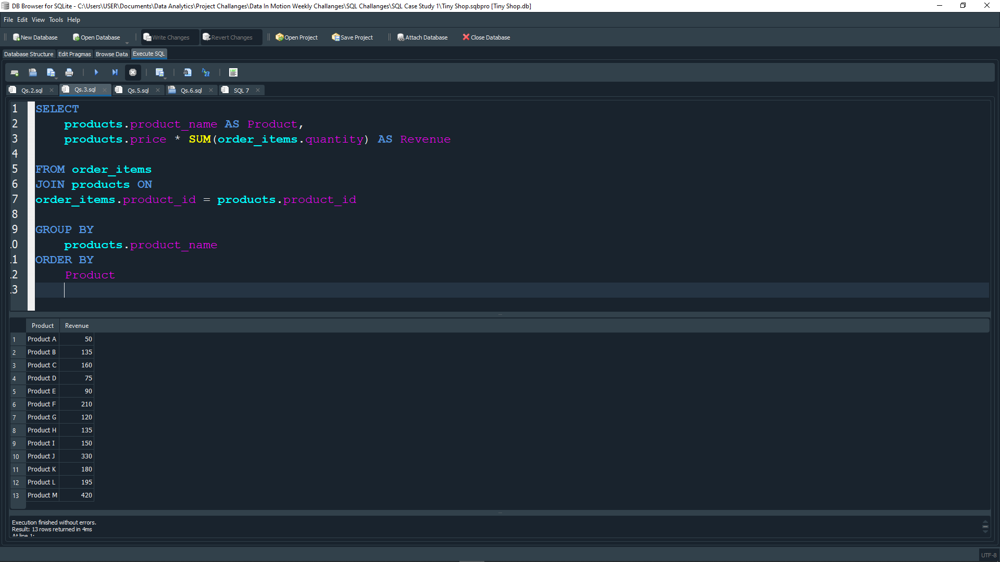 DB Browser for SQLite - C:\Users\USER\Documents\Data Analytics\Project Challanges\Data In Motion Weekly Challanges\SQL Challanges\SQL Case Study 1\Tiny Shop.sqbpro [Tiny Shop.db]
File Edit View Tools Help
New Database Open Database Write Changes Revert Changes Open Project Save Project Attach Database Close Database
Database Structure Edit Pragmas Browse Data Execute SQL
Qs.2.sql Qs.3.sql Qs.5.sql Qs.6.sql SQL 7
1 SELECT
2 products.product_name AS Product,
3 products.price * SUM(order_items.quantity) AS Revenue
4
5 FROM order_items
6 JOIN products ON
7 order_items.product_id = products.product_id
8
9 GROUP BY
10 products.product_name
11 ORDER BY
12 Product
13
Product Revenue
1 Product A 50
2 Product B 135
3 Product C 160
4 Product D 75
5 Product E 90
6 Product F 210
7 Product G 120
8 Product H 135
9 Product I 150
10 Product J 330
11 Product K 180
12 Product L 195
13 Product M 420
Execution finished without errors.
Result: 13 rows returned in 4ms
At line 1:
UTF-8